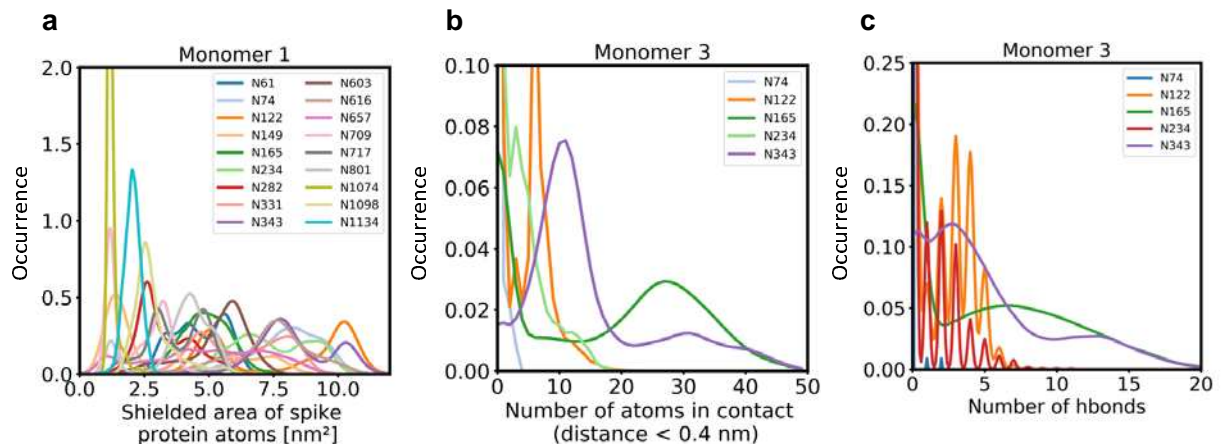 a
Monomer 1
Occurrence
2.0
1.5
1.0
0.5
0.0
0.0 2.5 5.0 7.5 10.0
Shielded area of spike
protein atoms [nm²]
N61
N74
N122
N149
N165
N234
N282
N331
N343
N603
N616
N657
N709
N717
N801
N1074
N1098
N1134
b
Monomer 3
Occurrence
0.10
0.08
0.06
0.04
0.02
0.00
0 10 20 30 40 50
Number of atoms in contact
(distance < 0.4 nm)
N74
N122
N165
N234
N343
c
Monomer 3
Occurrence
0.25
0.20
0.15
0.10
0.05
0.00
0 5 10 15 20
Number of hbonds
N74
N122
N165
N234
N343